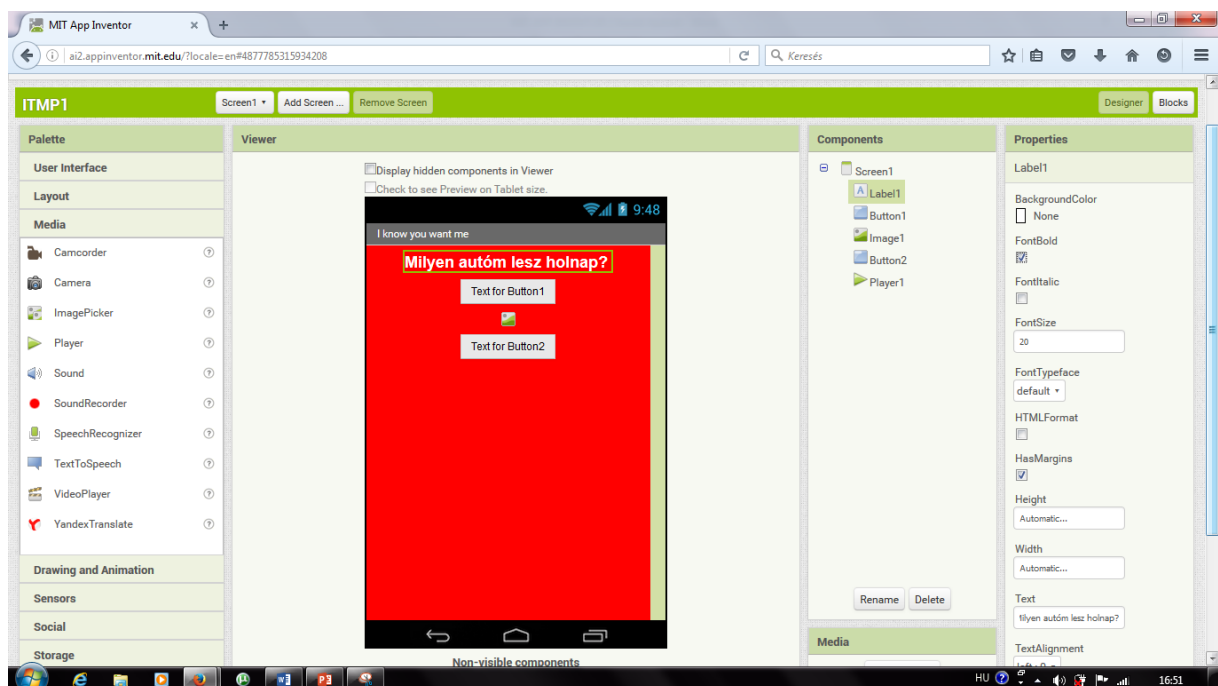 MIT App Inventor
ai2.appinventor.mit.edu/?locale=en#4877785315934208
Keresés
ITMP1
Screen1
Add Screen ...
Remove Screen
Designer
Blocks
Palette
Viewer
Components
Properties
User Interface
Layout
Media
Camcorder
Camera
ImagePicker
Player
Sound
SoundRecorder
SpeechRecognizer
TextToSpeech
VideoPlayer
YandexTranslate
Drawing and Animation
Sensors
Social
Storage
Display hidden components in Viewer
Check to see Preview on Tablet size.
9:48
I know you want me
Milyen autóm lesz holnap?
Text for Button1
Text for Button2
Non-visible components
Screen1
Label1
Button1
Image1
Button2
Player1
Rename
Delete
Media
Label1
BackgroundColor
None
FontBold
FontItalic
FontSize
20
FontTypeface
default
HTMLFormat
HasMargins
Height
Automatic...
Width
Automatic...
Text
autóm lesz holnap?
TextAlignment
HU
16:51